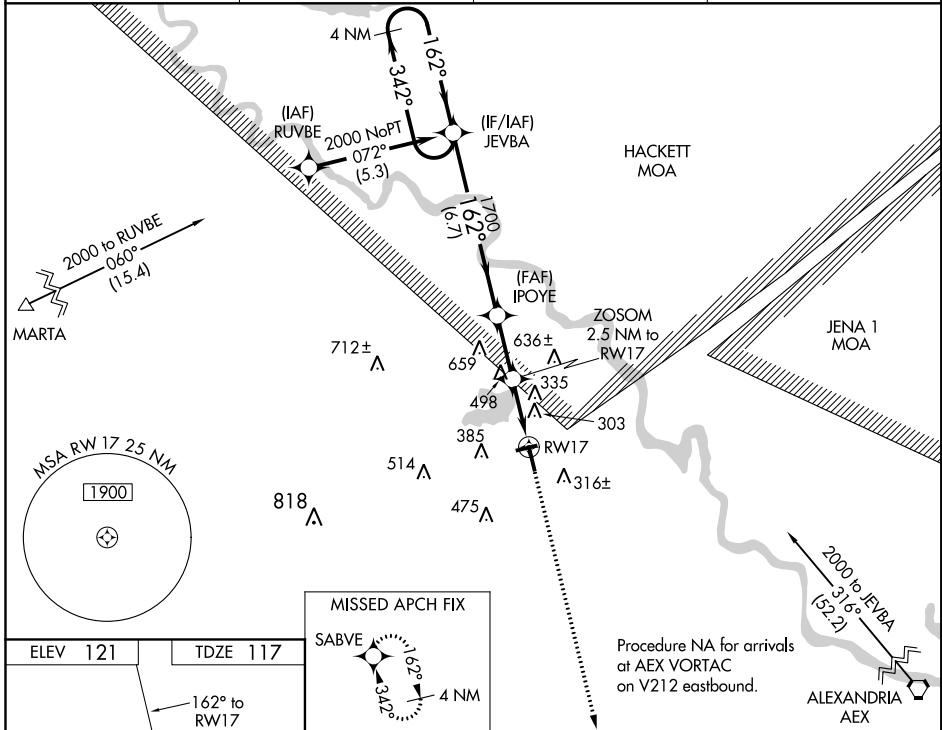 4 NM
162°
342°
(IAF)
RUVBE
2000 NoPT
072°
(5.3)
(IF/IAF)
JEVBA
HACKETT
MOA
1700
162°
(6.7)
2000 to RUVBE
060°
(15.4)
MARTA
(FAF)
IPOYE
ZOSOM
2.5 NM to
RW17
JENA 1
MOA
712±
659
636±
498
335
303
385
RW17
514
316±
818
475
MSA RW 17 25 NM
1900
2000 to JEVBA
316°
(52.2)
ALEXANDRIA
AEX
MISSED APCH FIX
SABVE
162°
342°
4 NM
Procedure NA for arrivals
at AEX VORTAC
on V212 eastbound.
ELEV 121
TDZE 117
162° to
RW17